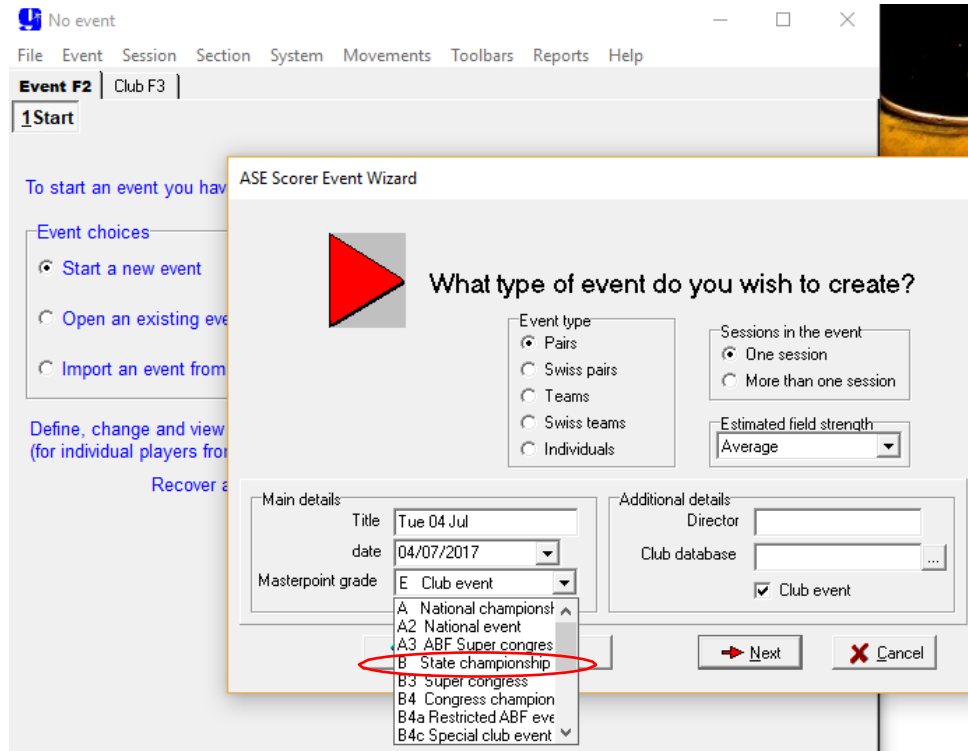 No event
File Event Session Section System Movements Toolbars Reports Help
Event F2 Club F3
1Start
To start an event you hav
Event choices
Start a new event
Open an existing eve
Import an event from
Define, change and view
(for individual players from
Recover a
ASE Scorer Event Wizard
What type of event do you wish to create?
Event type
Pairs
Swiss pairs
Teams
Swiss teams
Individuals
Sessions in the event
One session
More than one session
Estimated field strength
Average
Main details
Title Tue 04 Jul
date 04/07/2017
Masterpoint grade E Club event
A National championsh
A2 National event
A3 ABF Super congres
B State championship
B3 Super congress
B4 Congress champion
B4a Restricted ABF eve
B4c Special club event
Additional details
Director
Club database ...
Club event
Next Cancel